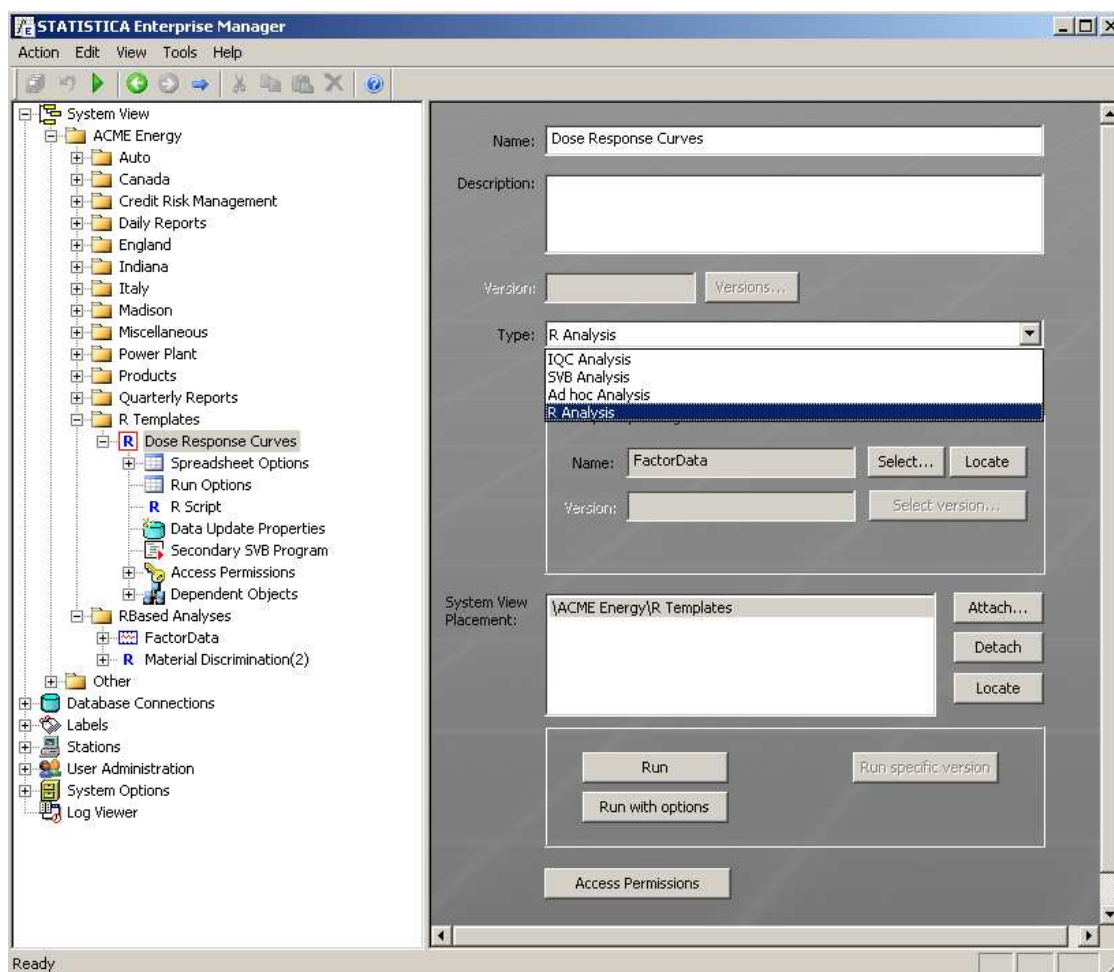 STATISTICA Enterprise Manager
Action Edit View Tools Help
System View
ACME Energy
Auto
Canada
Credit Risk Management
Daily Reports
England
Indiana
Italy
Madison
Miscellaneous
Power Plant
Products
Quarterly Reports
R Templates
R Dose Response Curves
Spreadsheet Options
Run Options
R R Script
Data Update Properties
Secondary SVB Program
Access Permissions
Dependent Objects
RBased Analyses
FactorData
R Material Discrimination(2)
Other
Database Connections
Labels
Stations
User Administration
System Options
Log Viewer
Name: Dose Response Curves
Description:
Version: Versions...
Type: R Analysis
IQC Analysis
SVB Analysis
Ad hoc Analysis
R Analysis
Name: FactorData Select... Locate
Version: Select version...
System View
Placement:
\ACME Energy\R Templates
Attach...
Detach
Locate
Run Run specific version
Run with options
Access Permissions
Ready